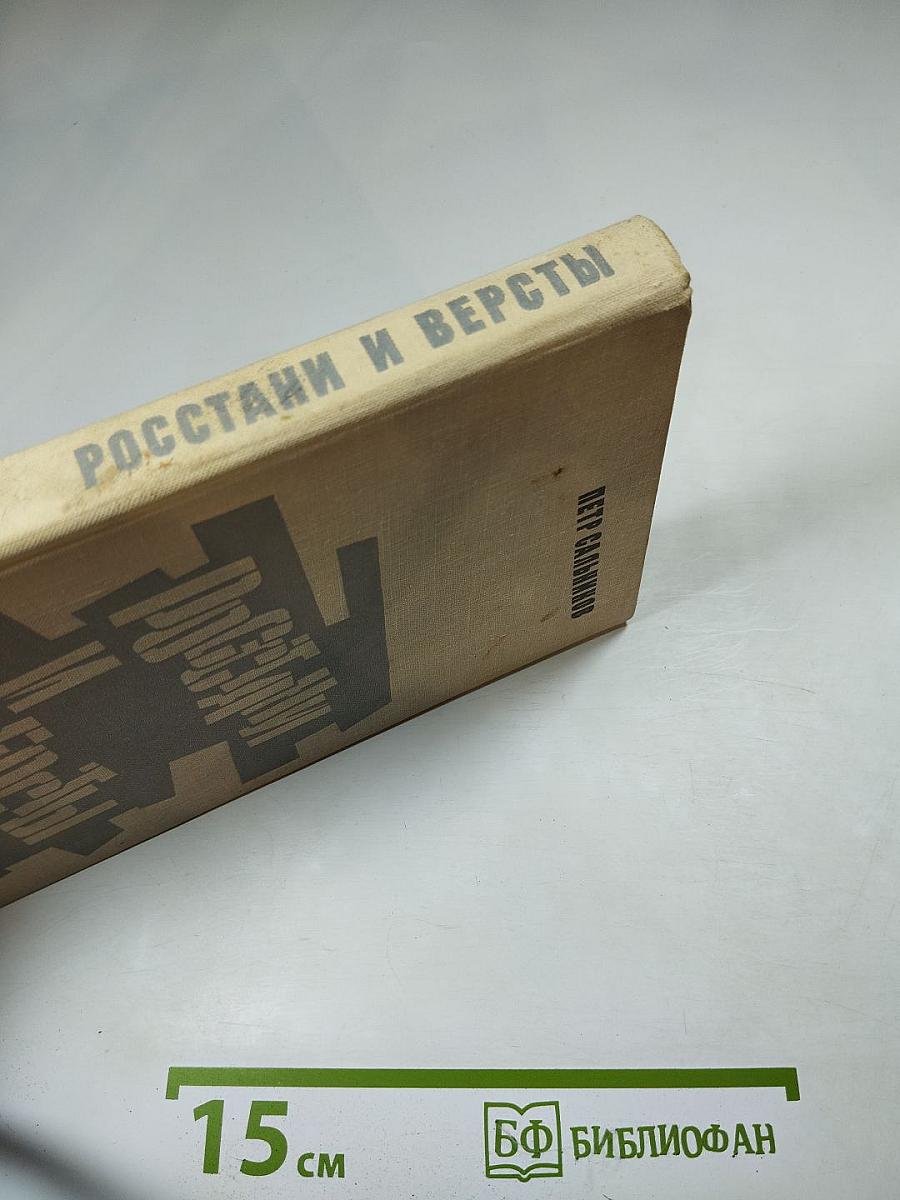 РОССТАНИ И ВЕРСТЫ
ПЕТР САЛЬНИКОВ
РОССТАНИ
И
ВЕРСТЫ
15 см
БФ БИБЛИОФАН